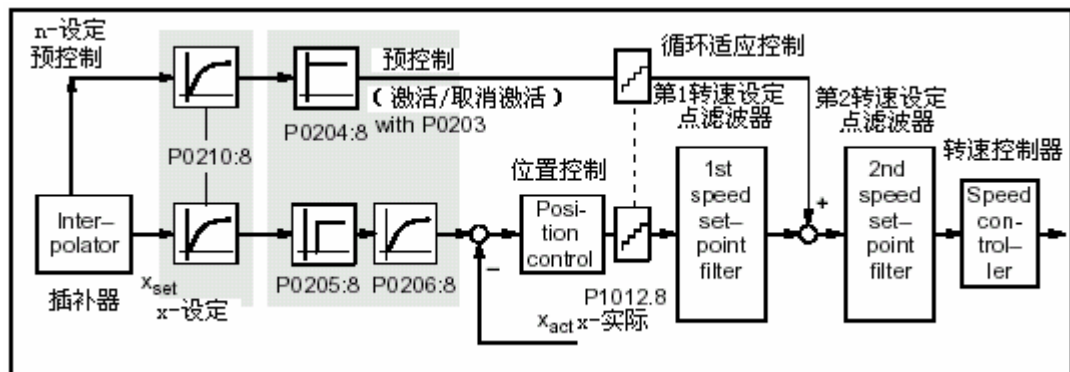 n-设定
预控制
P0210:8
预控制
(激活/取消激活)
with P0203
P0204:8
循环适应控制
第1转速设定
点滤波器
第2转速设定
点滤波器
转速控制器
位置控制
Inter–
polator
插补器
xset
x-设定
P0205:8
P0206:8
–
Posi-
tion
control
P1012.8
xact x-实际
1st
speed
set–
point
filter
+
2nd
speed
set–
point
filter
Speed
con–
trol–
ler